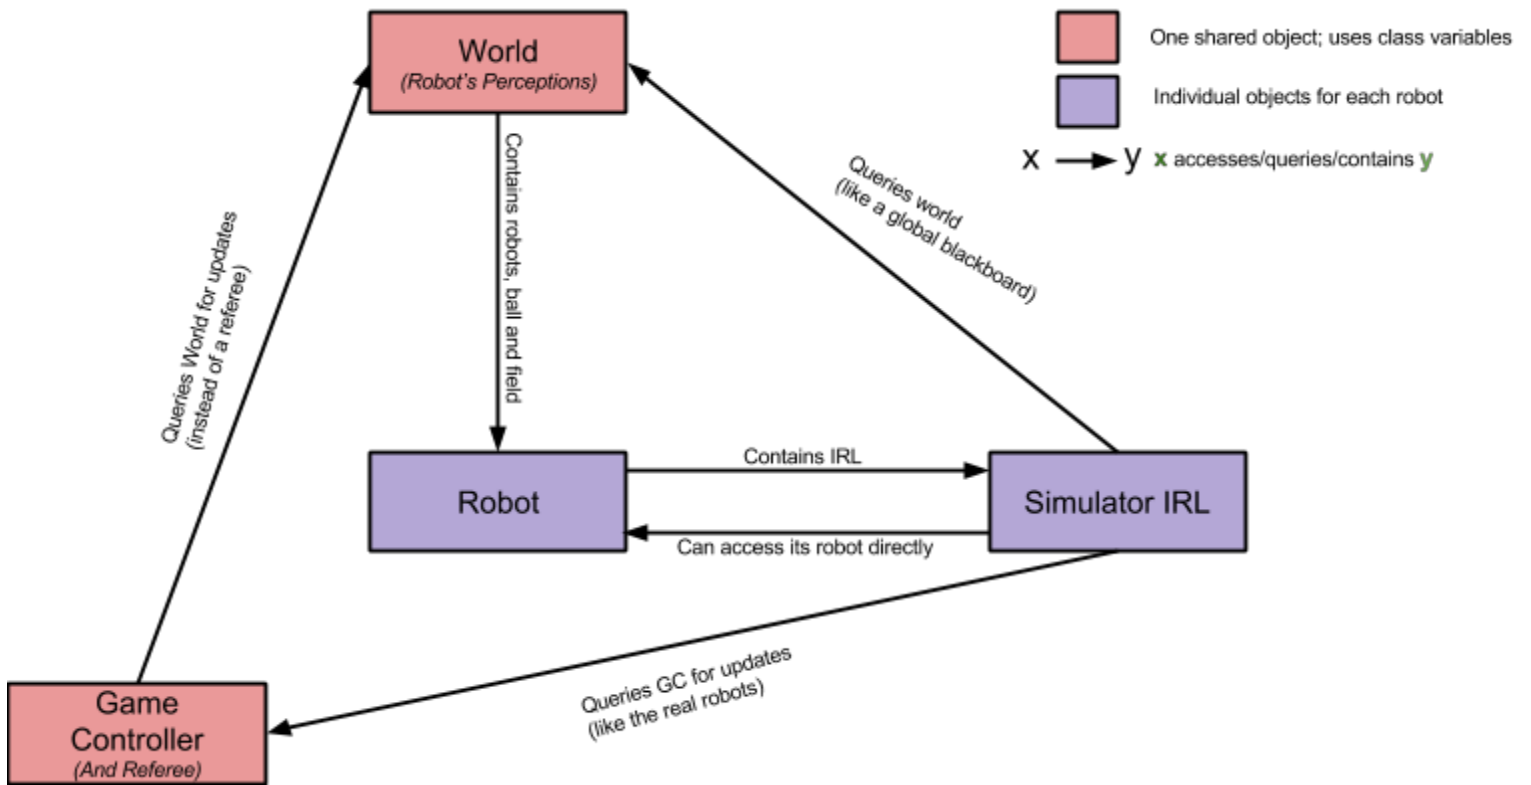 World
(Robot's Perceptions)
One shared object; uses class variables
Individual objects for each robot
x
y
x accesses/queries/contains y
Contains robots, ball and field
Queries world
(like a global blackboard)
Queries World for updates
(instead of a referee)
Robot
Contains IRL
Can access its robot directly
Simulator IRL
Queries GC for updates
(like the real robots)
Game
Controller
(And Referee)